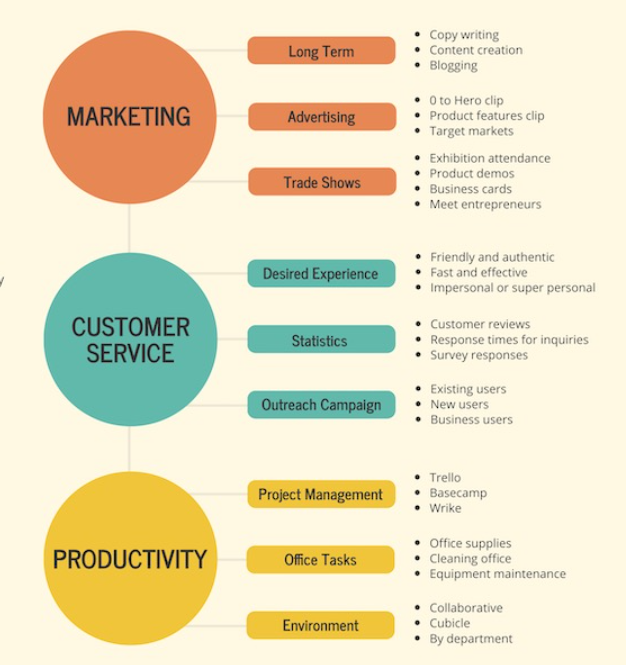 MARKETING
Long Term
• Copy writing
• Content creation
• Blogging
Advertising
• 0 to Hero clip
• Product features clip
• Target markets
Trade Shows
• Exhibition attendance
• Product demos
• Business cards
• Meet entrepreneurs
CUSTOMER
SERVICE
Desired Experience
• Friendly and authentic
• Fast and effective
• Impersonal or super personal
Statistics
• Customer reviews
• Response times for inquiries
• Survey responses
Outreach Campaign
• Existing users
• New users
• Business users
PRODUCTIVITY
Project Management
• Trello
• Basecamp
• Wrike
Office Tasks
• Office supplies
• Cleaning office
• Equipment maintenance
Environment
• Collaborative
• Cubicle
• By department